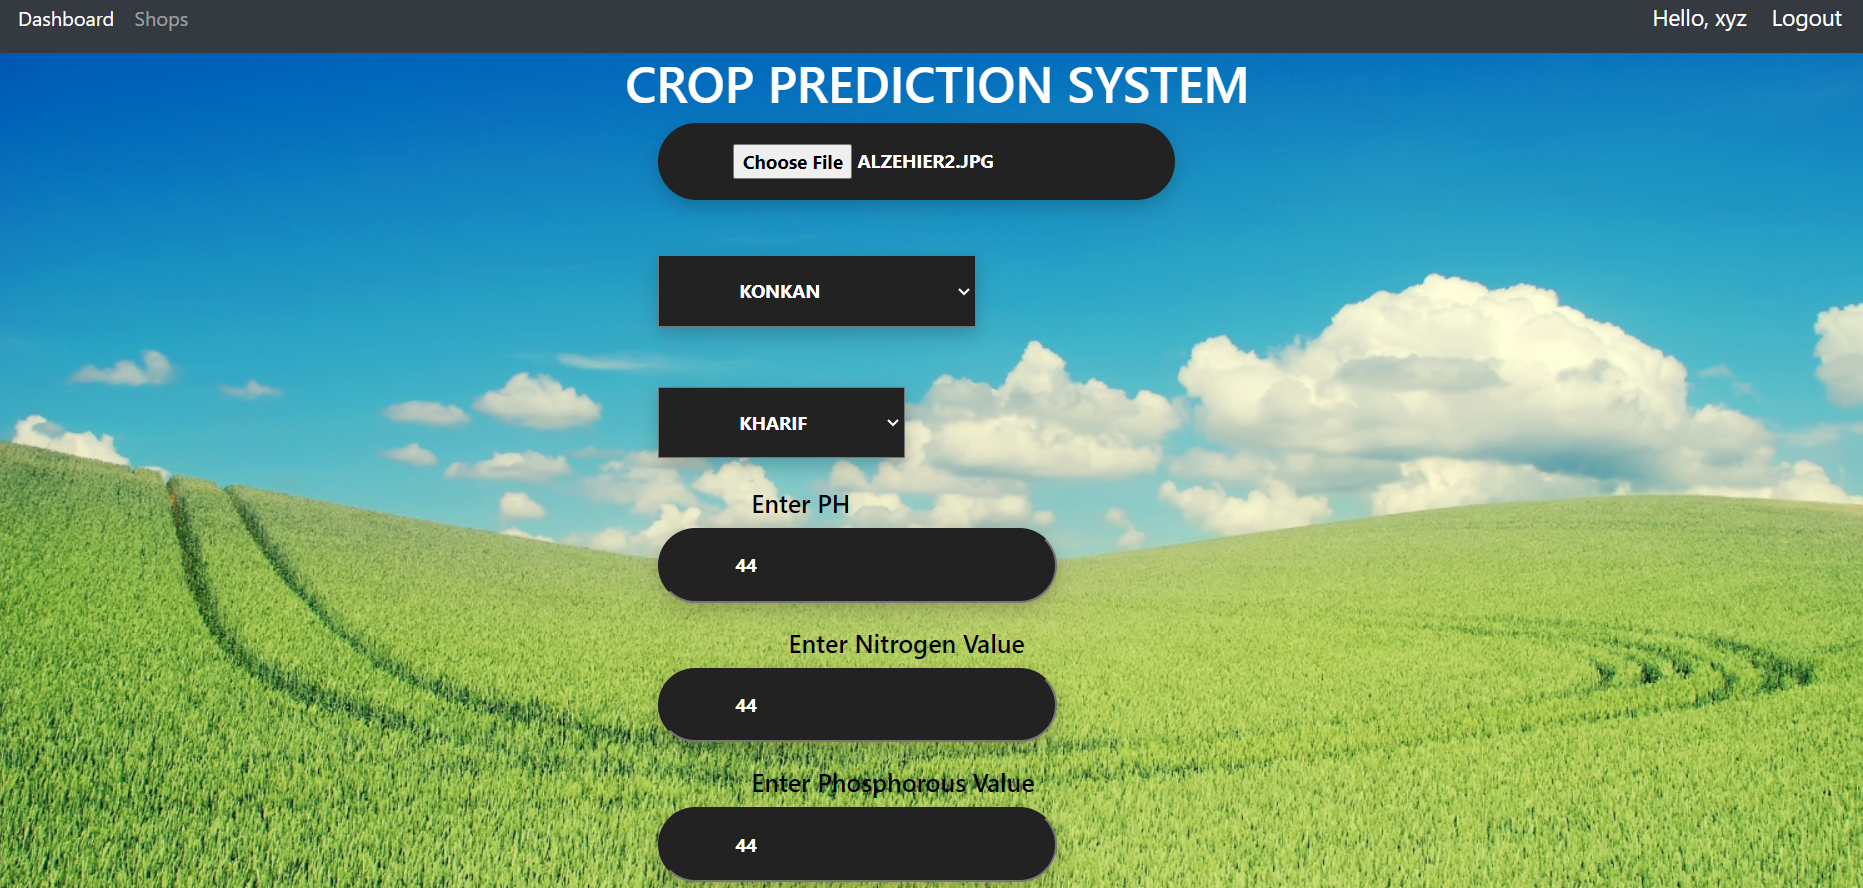 Dashboard Shops Hello, xyz Logout
CROP PREDICTION SYSTEM
Choose File ALZEHIER2.JPG
KONKAN
KHARIF
Enter PH
44
Enter Nitrogen Value
44
Enter Phosphorous Value
44